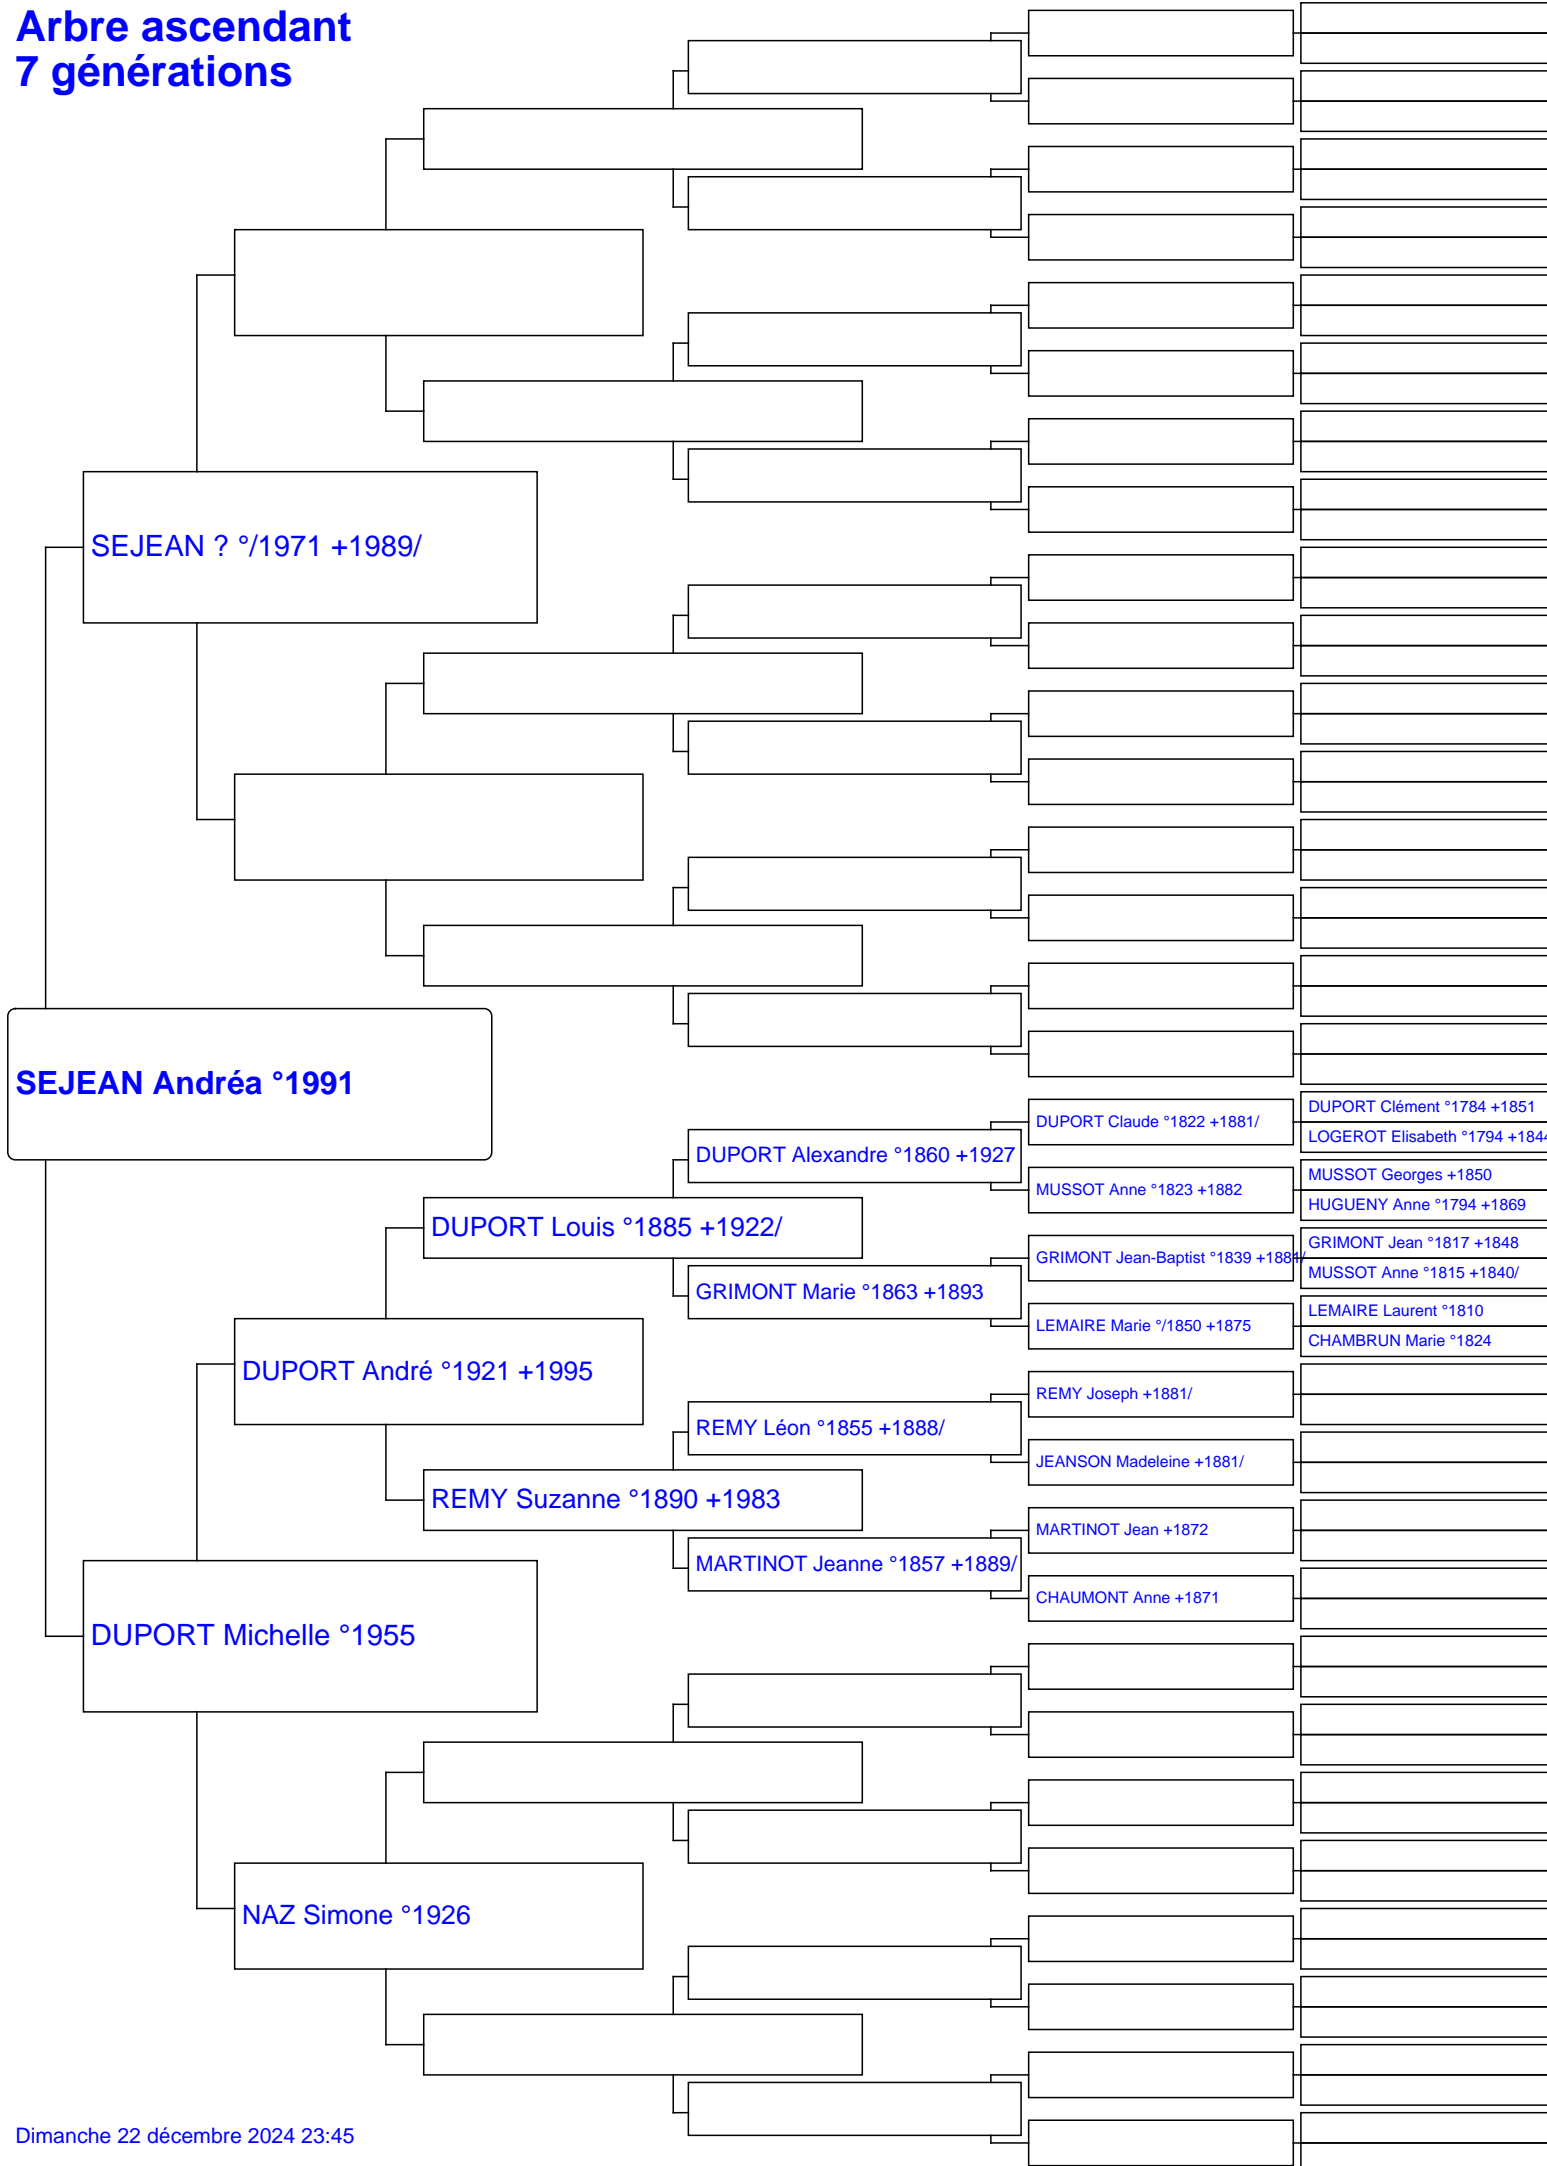 Arbre ascendant
7 générations
SEJEAN ? °/1971 +1989/
SEJEAN Andréa °1991
DUPORT Claude °1822 +1881/
DUPORT Clément °1784 +1851
LOGEROT Elisabeth °1794 +1844
DUPORT Alexandre °1860 +1927
MUSSOT Anne °1823 +1882
MUSSOT Georges +1850
HUGUENY Anne °1794 +1869
DUPORT Louis °1885 +1922/
GRIMONT Jean-Baptist °1839 +1881/
GRIMONT Jean °1817 +1848
MUSSOT Anne °1815 +1840/
GRIMONT Marie °1863 +1893
LEMAIRE Marie °/1850 +1875
LEMAIRE Laurent °1810
CHAMBRUN Marie °1824
DUPORT André °1921 +1995
REMY Joseph +1881/
REMY Léon °1855 +1888/
JEANSON Madeleine +1881/
REMY Suzanne °1890 +1983
MARTINOT Jean +1872
MARTINOT Jeanne °1857 +1889/
CHAUMONT Anne +1871
DUPORT Michelle °1955
NAZ Simone °1926
Dimanche 22 décembre 2024 23:45